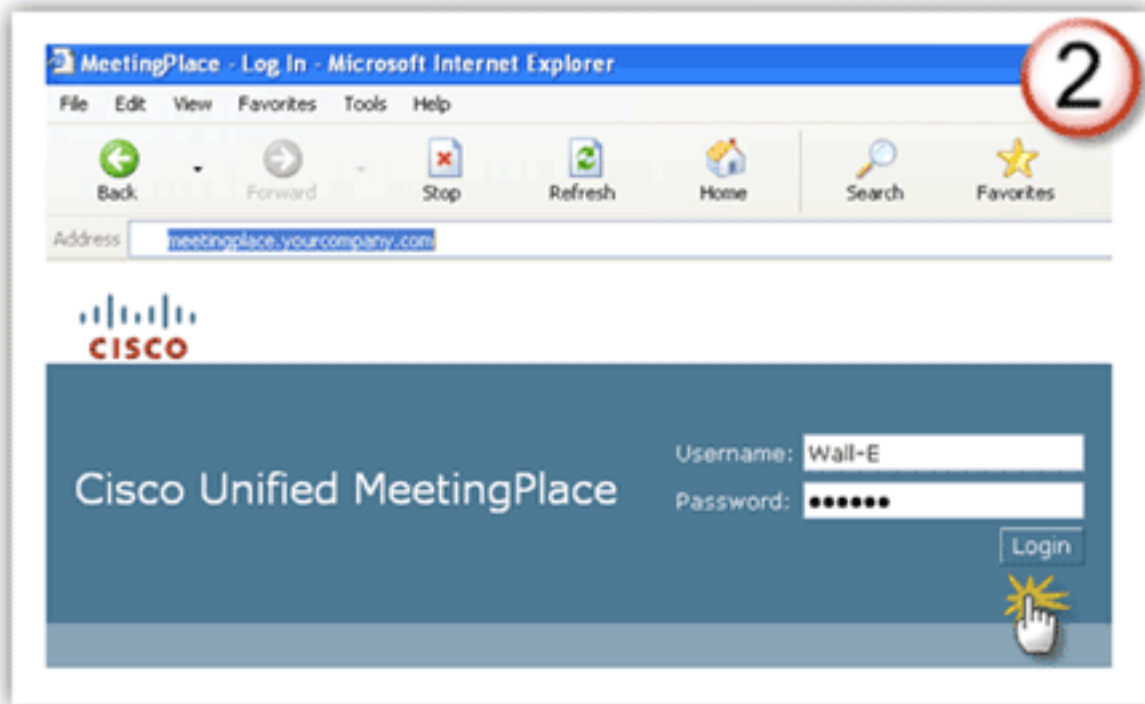 MeetingPlace - Log In - Microsoft Internet Explorer
2
File Edit View Favorites Tools Help
Back Forward Stop Refresh Home Search Favorites
Address meetingplace.yourcompany.com
CISCO
Username: Wall-E
Cisco Unified MeetingPlace
Password: ●●●●●●
Login